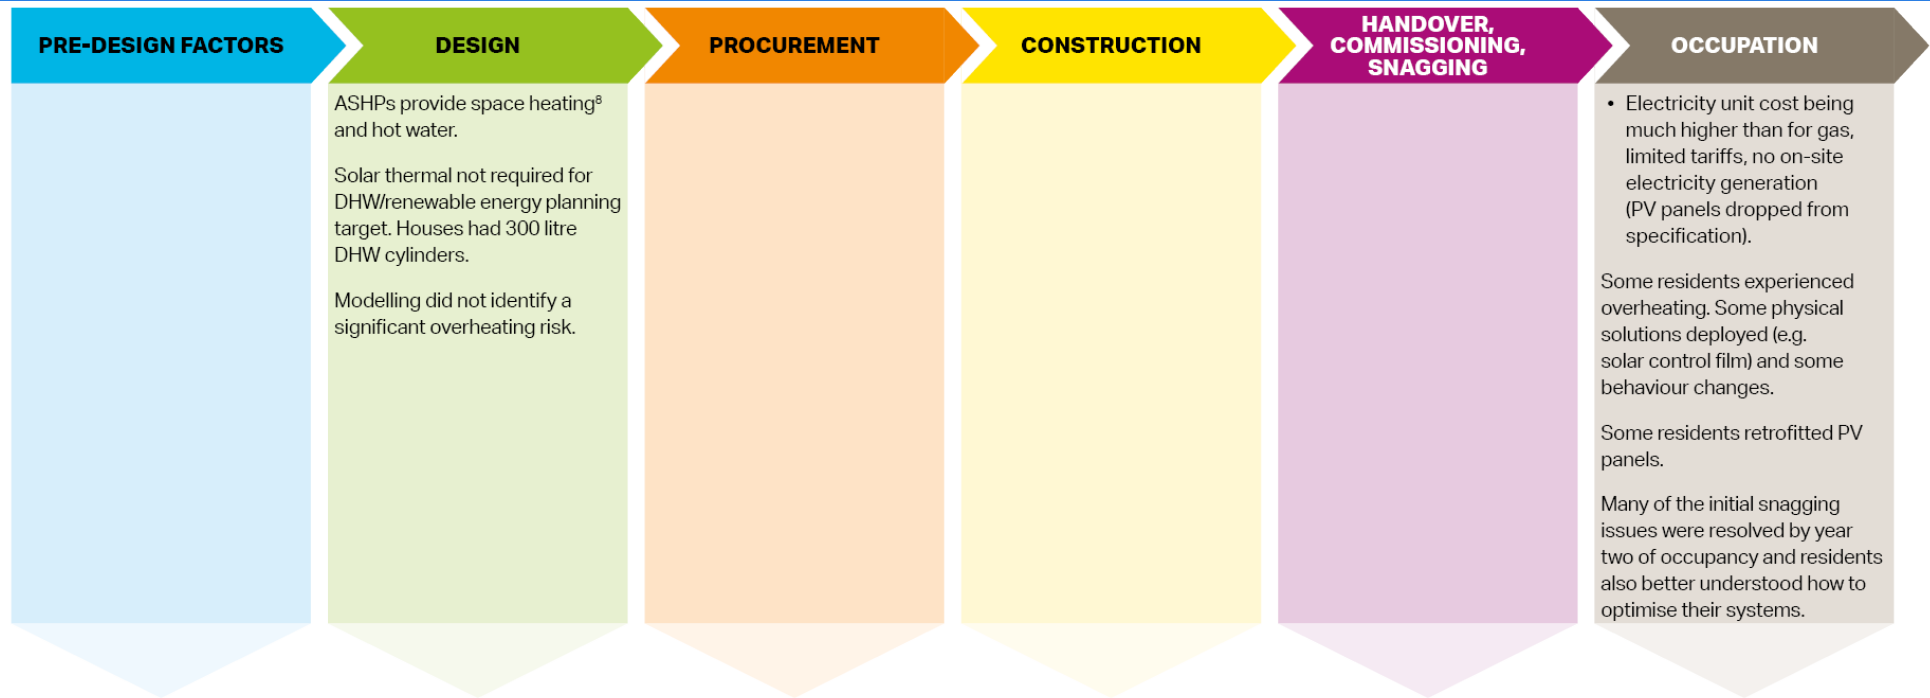 PRE-DESIGN FACTORS
DESIGN
PROCUREMENT
CONSTRUCTION
HANDOVER,
COMMISSIONING,
SNAGGING
OCCUPATION
ASHPs provide space heating⁸
and hot water.
Solar thermal not required for
DHW/renewable energy planning
target. Houses had 300 litre
DHW cylinders.
Modelling did not identify a
significant overheating risk.
• Electricity unit cost being
much higher than for gas,
limited tariffs, no on-site
electricity generation
(PV panels dropped from
specification).
Some residents experienced
overheating. Some physical
solutions deployed (e.g.
solar control film) and some
behaviour changes.
Some residents retrofitted PV
panels.
Many of the initial snagging
issues were resolved by year
two of occupancy and residents
also better understood how to
optimise their systems.